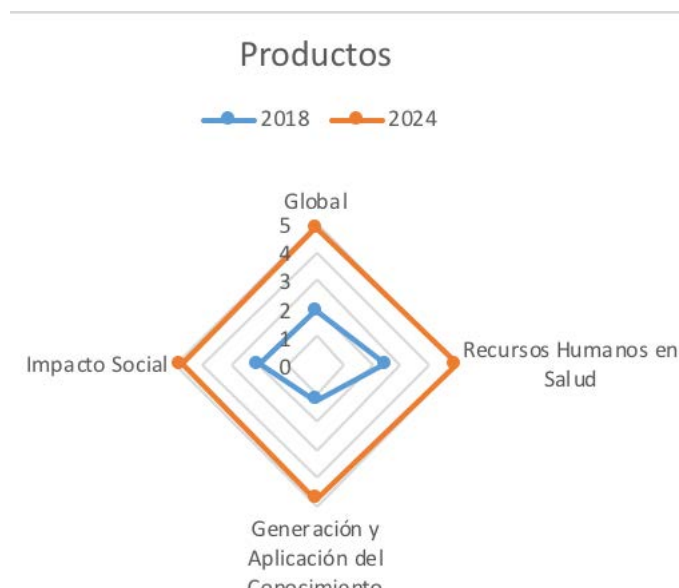 Productos
2018 2024
Global
5
4
3
2
1
0
Impacto Social
Recursos Humanos en
Salud
Generación y
Aplicación del
Conocimiento